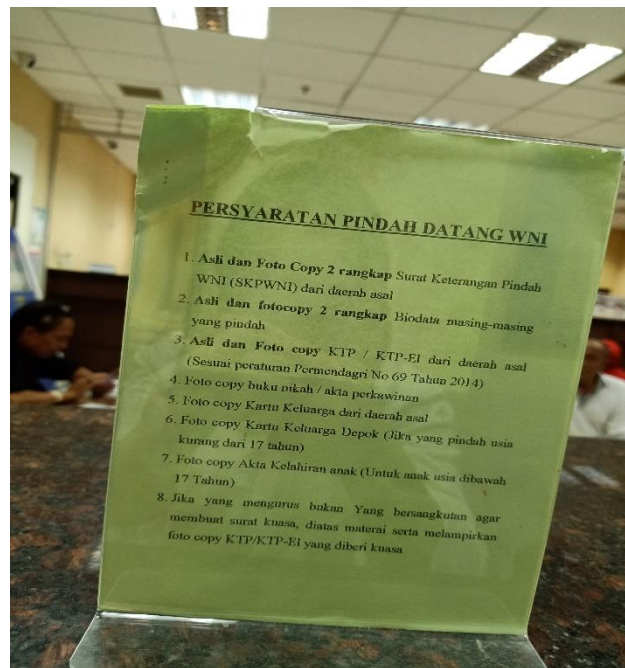 PERSYARATAN PINDAH DATANG WNI
1. Asli dan Foto Copy 2 rangkap Surat Keterangan Pindah
WNI (SKPWNI) dari daerah asal
2. Asli dan fotocopy 2 rangkap Biodata masing-masing
yang pindah
3. Asli dan Foto copy KTP / KTP-El dari daerah asal
(Sesuai peraturan Permendagri No 69 Tahun 2014)
4. Foto copy buku nikah / akta perkawinan
5. Foto copy Kartu Keluarga dari daerah asal
6. Foto copy Kartu Keluarga Depok (Jika yang pindah usia
kurang dari 17 tahun)
7. Foto copy Akta Kelahiran anak (Untuk anak usia dibawah
17 Tahun)
8. Jika yang mengurus bukan Yang bersangkutan agar
membuat surat kuasa, diatas materai serta melampirkan
foto copy KTP/KTP-El yang diberi kuasa